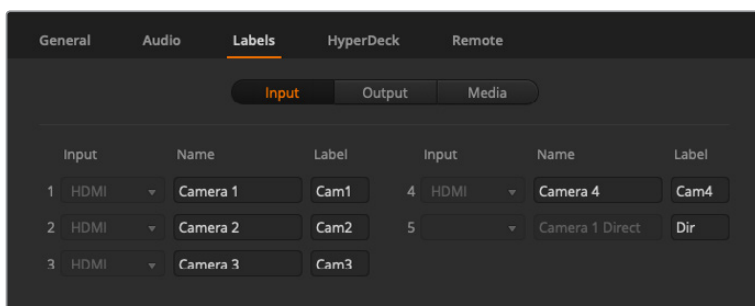 General Audio Labels HyperDeck Remote
Input Output Media
Input Name Label Input Name Label
1 HDMI Camera 1 Cam1 4 HDMI Camera 4 Cam4
2 HDMI Camera 2 Cam2 5 Camera 1 Direct Dir
3 HDMI Camera 3 Cam3